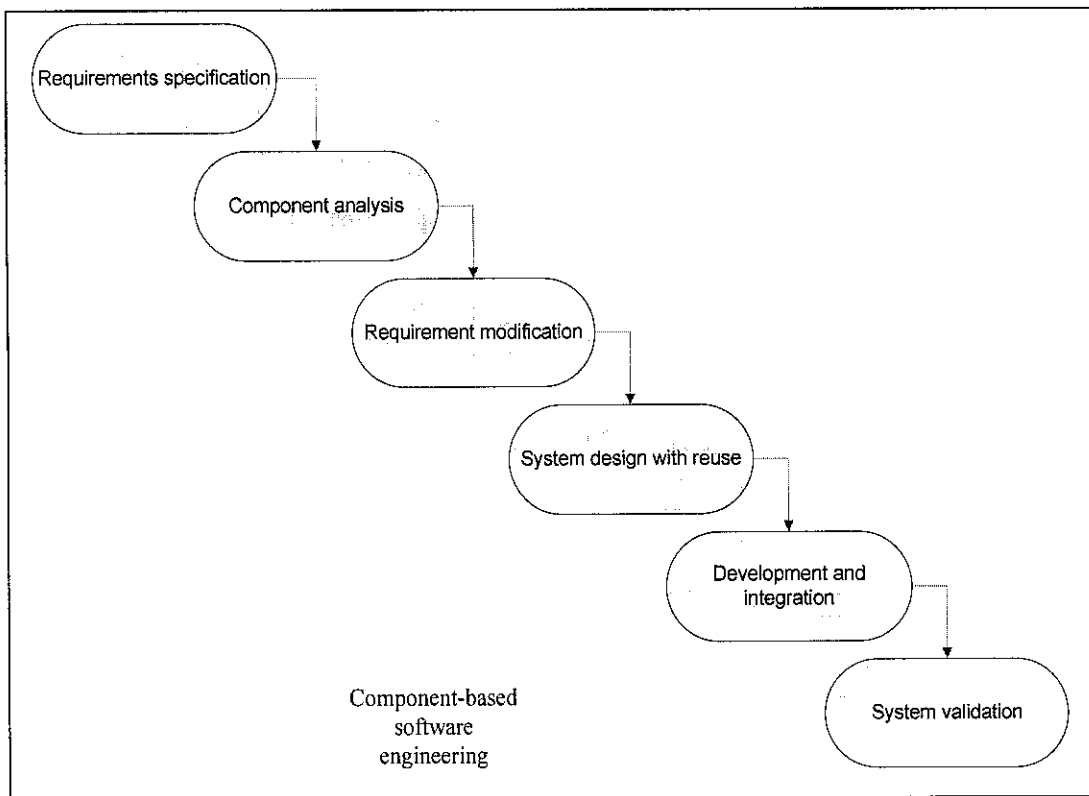 Requirements specification
Component analysis
Requirement modification
System design with reuse
Development and
integration
System validation
Component-based
software
engineering